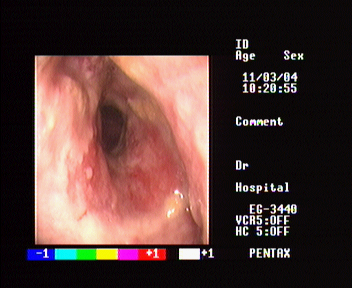 ID
Age Sex
11/03/04
10:20:55
Comment
Dr
Hospital
EG-3440
VCR5:OFF
HC 5:OFF
-1 +1 +1 PENTAX